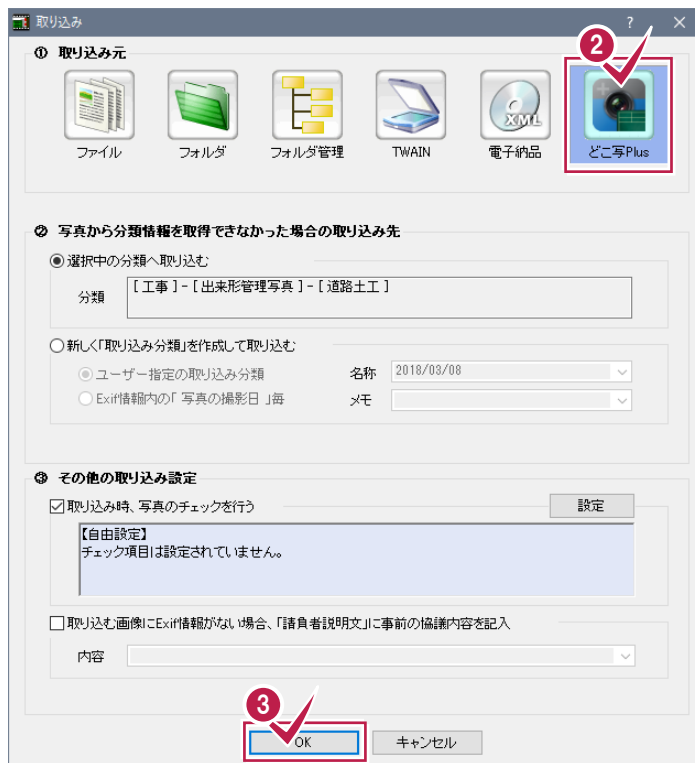 取り込み
?
① 取り込み元
2
ファイル
フォルダ
フォルダ管理
TWAIN
XML
電子納品
どこ写Plus
② 写真から分類情報を取得できなかった場合の取り込み先
選択中の分類へ取り込む
分類 [工事]-[出来形管理写真]-[道路土工]
新しく「取り込み分類」を作成して取り込む
ユーザー指定の取り込み分類 名称 2018/03/08
Exif情報内の「写真の撮影日」毎 メモ
③ その他の取り込み設定
取り込み時、写真のチェックを行う 設定
【自由設定】
チェック項目は設定されていません。
取り込む画像にExif情報がない場合、「請負者説明文」に事前の協議内容を記入
内容
3
OK キャンセル